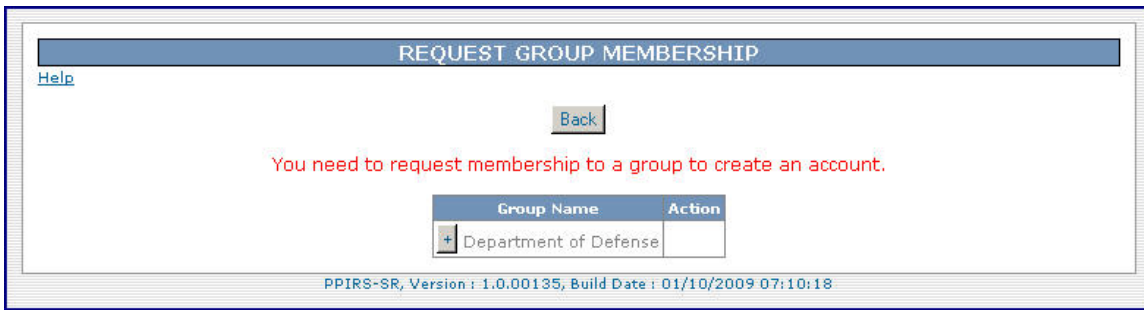 REQUEST GROUP MEMBERSHIP
Help
Back
You need to request membership to a group to create an account.
Group Name Action
+ Department of Defense
PPIRS-SR, Version : 1.0.00135, Build Date : 01/10/2009 07:10:18